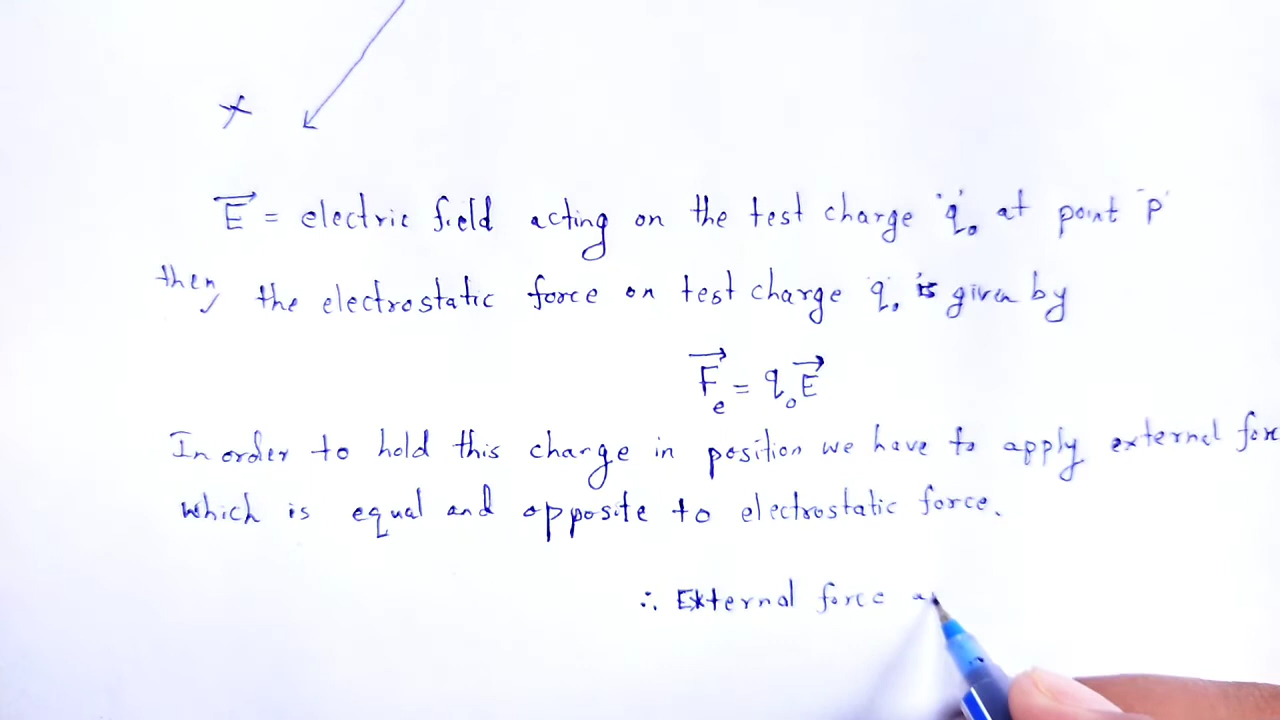 E⃗ = electric field acting on the test charge 'q₀' at point 'p'
then, the electrostatic force on test charge q₀ is given by
F⃗e = q₀E⃗
In order to hold this charge in position we have to apply external forc
which is equal and opposite to electrostatic force.
∴ External force a